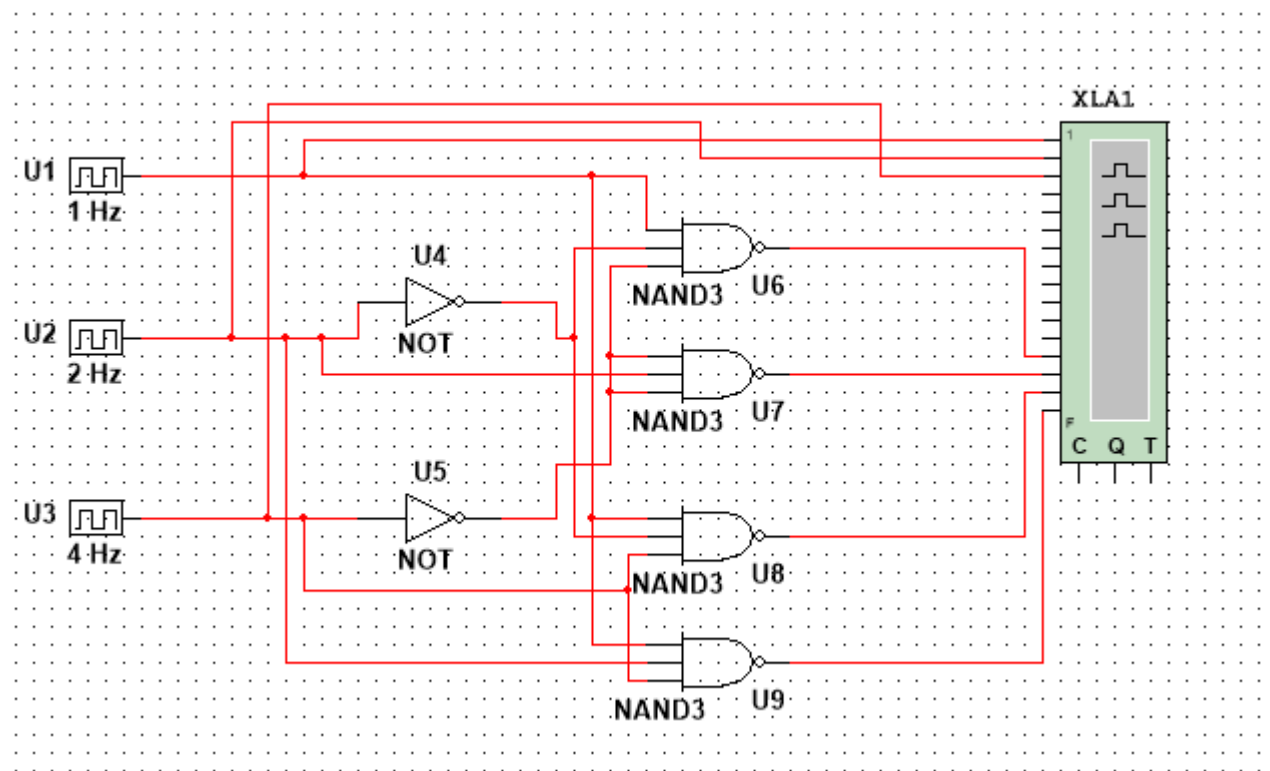 XLA1
1
U1
1 Hz
U4
U6
NAND3
NOT
U2
2 Hz
U7
NAND3
F
C Q T
U5
U3
4 Hz
NOT
U8
NAND3
U9
NAND3